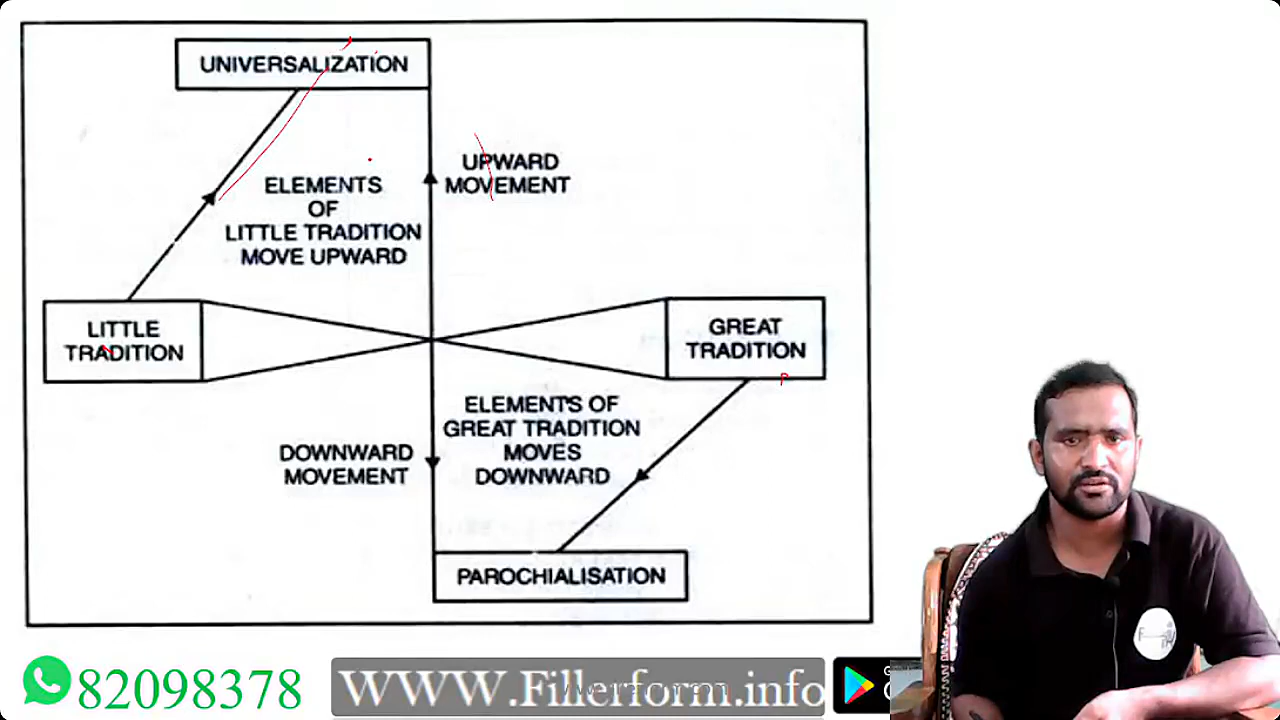 UNIVERSALIZATION
UPWARD
MOVEMENT
ELEMENTS
OF
LITTLE TRADITION
MOVE UPWARD
LITTLE
TRADITION
GREAT
TRADITION
ELEMENTS OF
GREAT TRADITION
MOVES
DOWNWARD
DOWNWARD
MOVEMENT
PAROCHIALISATION
82098378
WWW.Fillerform.info